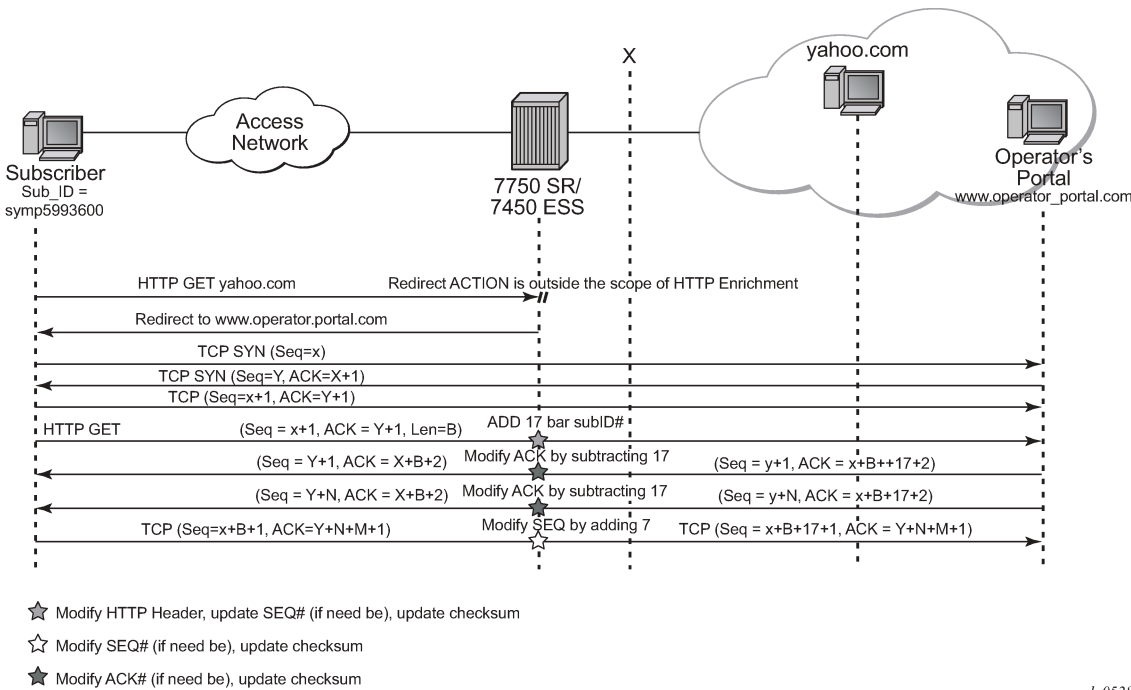 X
yahoo.com
Access
Network
Subscriber
Sub_ID =
symp5993600
7750 SR/
7450 ESS
Operator's
Portal
www.operator_portal.com
HTTP GET yahoo.com
Redirect ACTION is outside the scope of HTTP Enrichment
Redirect to www.operator.portal.com
TCP SYN (Seq=x)
TCP SYN (Seq=Y, ACK=X+1)
TCP (Seq=x+1, ACK=Y+1)
HTTP GET
(Seq = x+1, ACK = Y+1, Len=B)
ADD 17 bar subID#
(Seq = Y+1, ACK = X+B+2)
Modify ACK by subtracting 17
(Seq = y+1, ACK = x+B++17+2)
(Seq = Y+N, ACK = X+B+2)
Modify ACK by subtracting 17
(Seq = y+N, ACK = x+B+17+2)
TCP (Seq=x+B+1, ACK=Y+N+M+1)
Modify SEQ by adding 7
TCP (Seq = x+B+17+1, ACK = Y+N+M+1)
Modify HTTP Header, update SEQ# (if need be), update checksum
Modify SEQ# (if need be), update checksum
Modify ACK# (if need be), update checksum